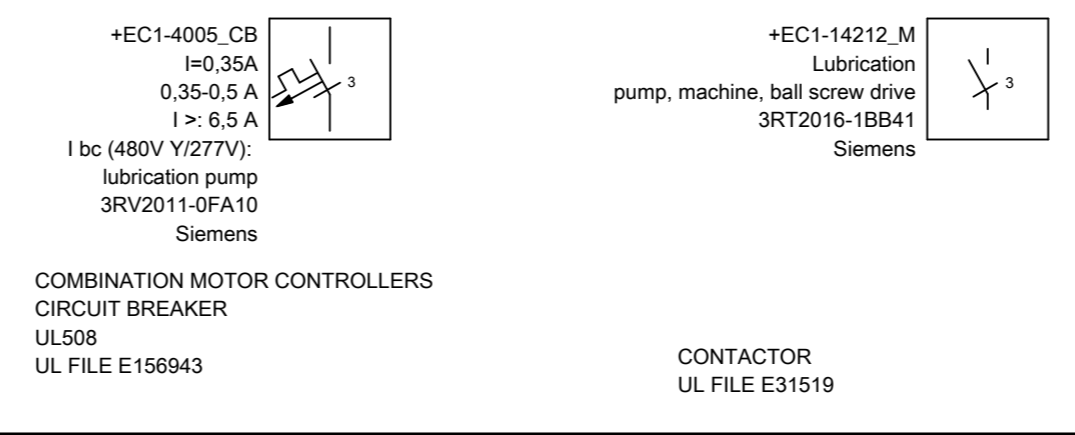 +EC1-4005_CB
I=0,35A
0,35-0,5 A
I >: 6,5 A
I bc (480V Y/277V):
lubrication pump
3RV2011-0FA10
Siemens
3
COMBINATION MOTOR CONTROLLERS
CIRCUIT BREAKER
UL508
UL FILE E156943
+EC1-14212_M
Lubrication
pump, machine, ball screw drive
3RT2016-1BB41
Siemens
3
CONTACTOR
UL FILE E31519